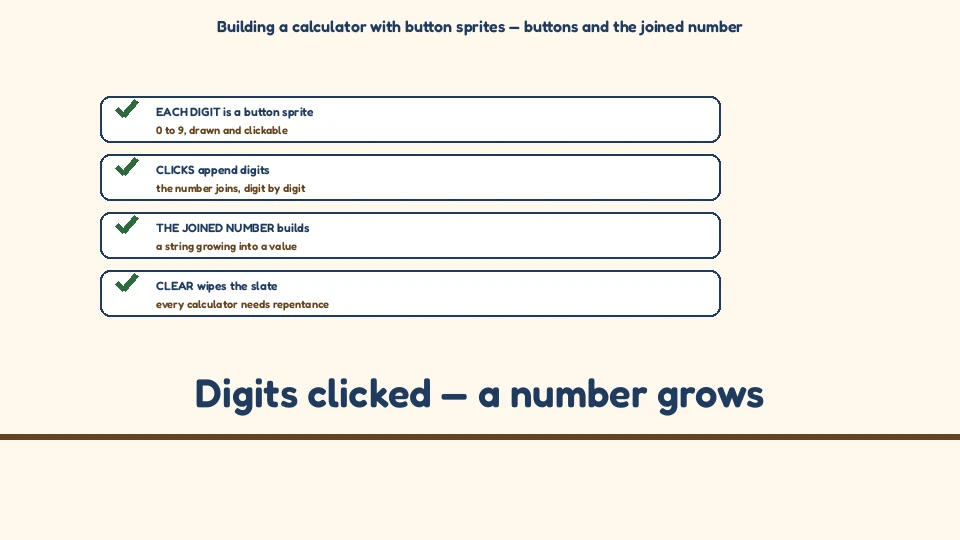 Building a calculator with button sprites — buttons and the joined number
EACH DIGIT is a button sprite
0 to 9, drawn and clickable
CLICKS append digits
the number joins, digit by digit
THE JOINED NUMBER builds
a string growing into a value
CLEAR wipes the slate
every calculator needs repentance
Digits clicked — a number grows